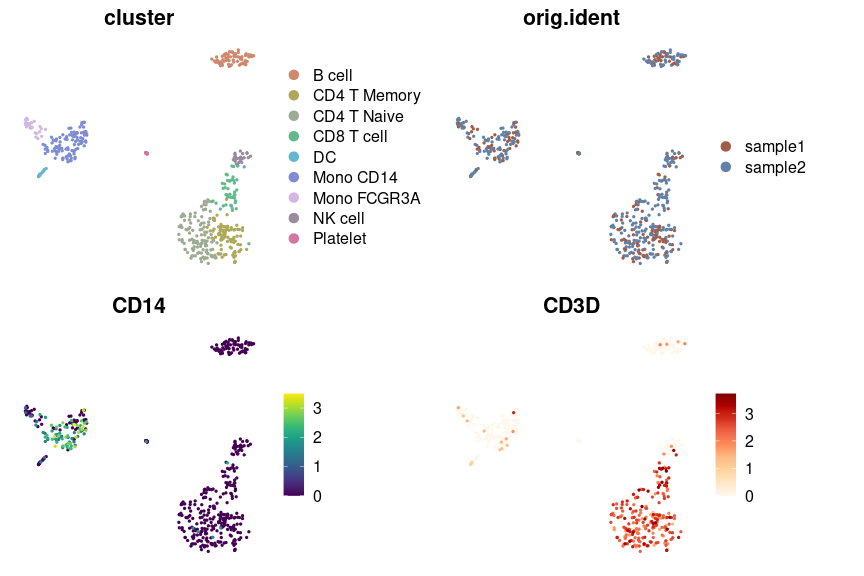 cluster
B cell
CD4 T Memory
CD4 T Naive
CD8 T cell
DC
Mono CD14
Mono FCGR3A
NK cell
Platelet
orig.ident
sample1
sample2
CD14
3
2
1
0
CD3D
3
2
1
0